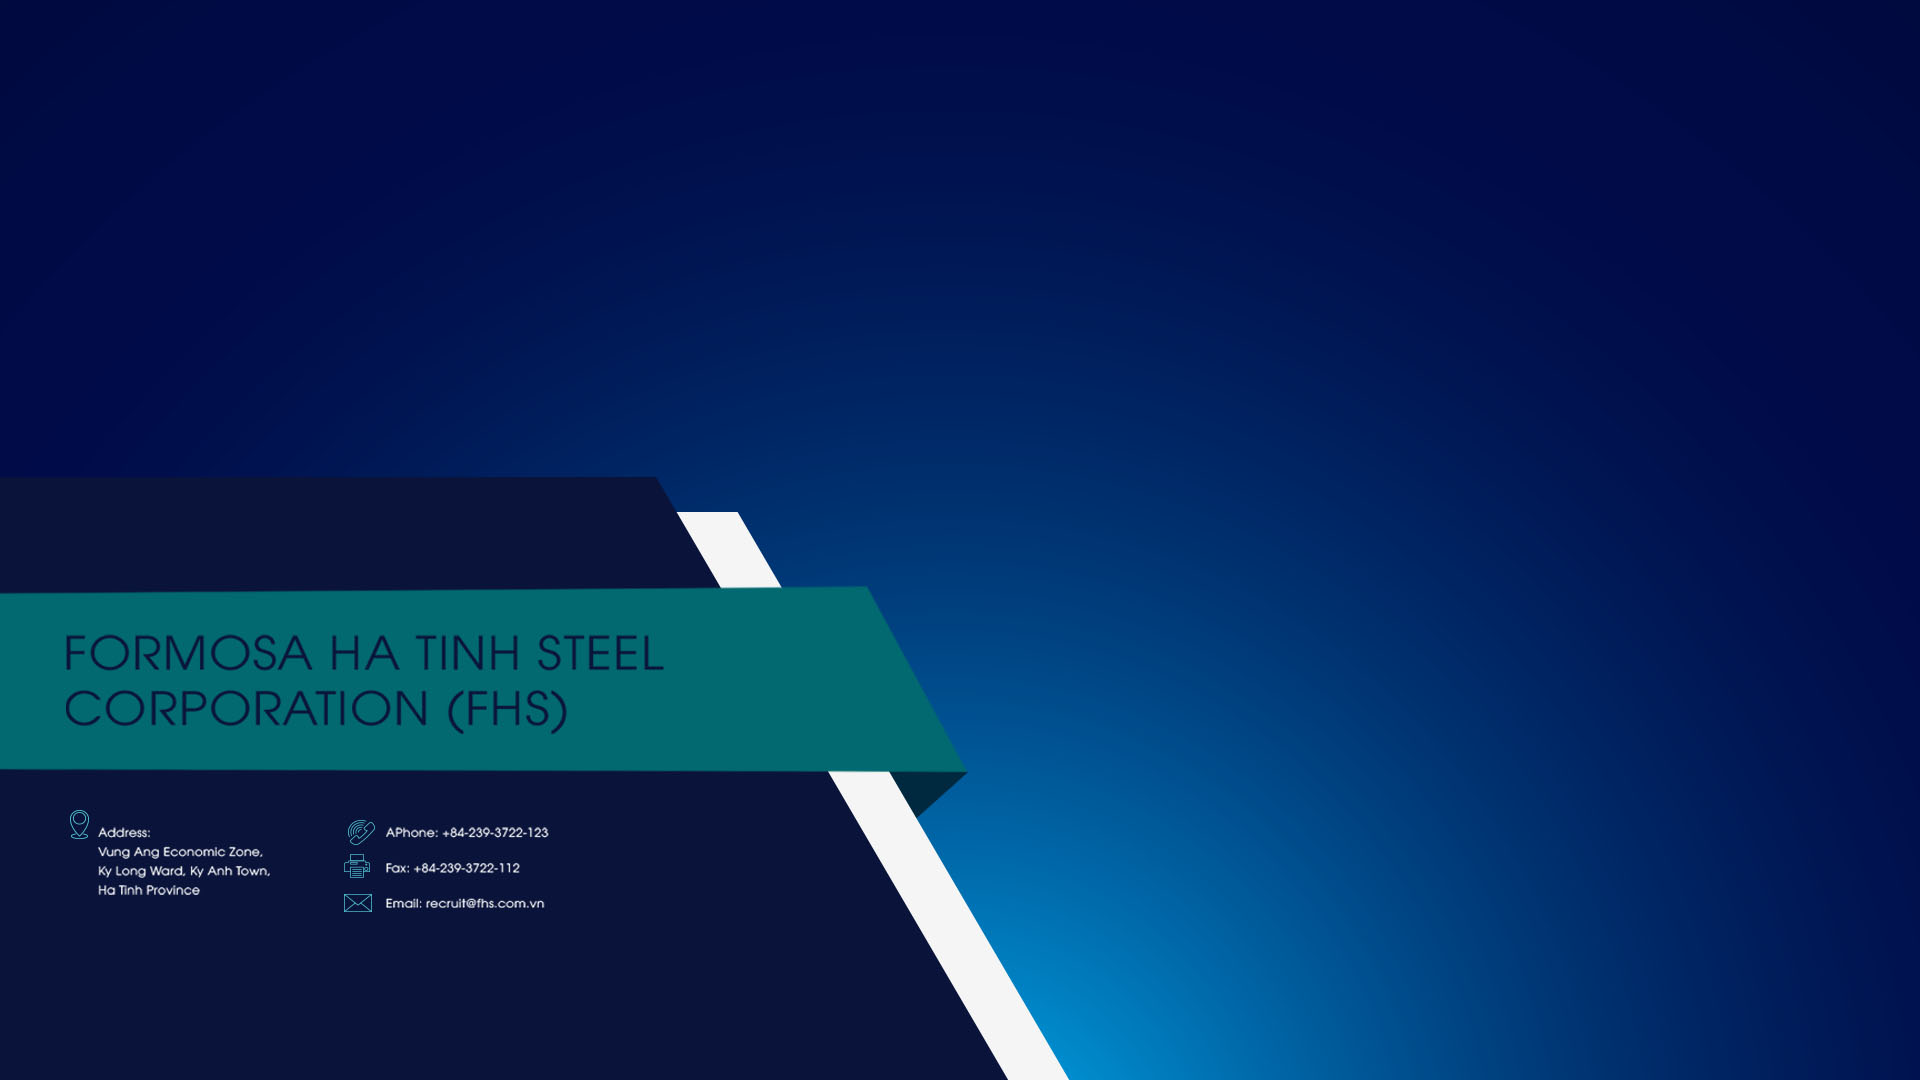 FORMOSA HA TINH STEEL
CORPORATION (FHS)
Address:
Vung Ang Economic Zone,
Ky Long Ward, Ky Anh Town,
Ha Tinh Province
APhone: +84-239-3722-123
Fax: +84-239-3722-112
Email: recruit@fhs.com.vn